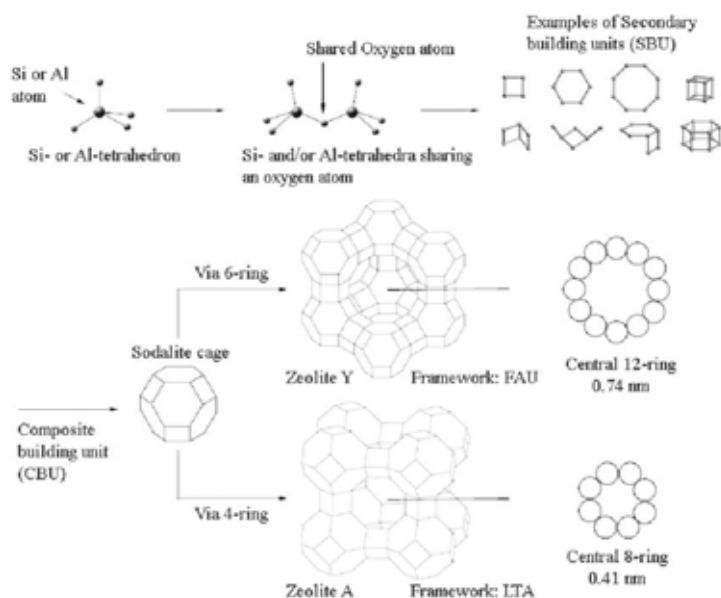 Examples of Secondary
building units (SBU)
Shared Oxygen atom
Si or Al
atom
Si- or Al-tetrahedron
Si- and/or Al-tetrahedra sharing
an oxygen atom
Via 6-ring
Sodalite cage
Zeolite Y
Framework: FAU
Central 12-ring
0.74 nm
Composite
building unit
(CBU)
Via 4-ring
Zeolite A
Framework: LTA
Central 8-ring
0.41 nm